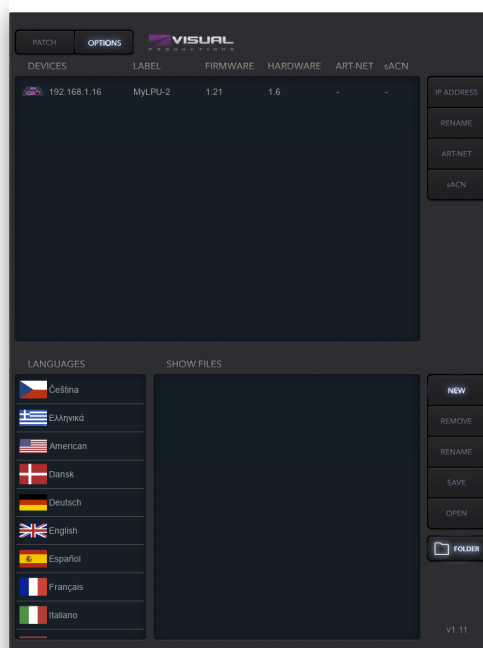 PATCH OPTIONS VISUAL PRODUCTIONS
DEVICES LABEL FIRMWARE HARDWARE ART-NET sACN
192.168.1.16 MyLPU-2 1.21 1.6 - -
IP ADDRESS
RENAME
ART-NET
sACN
LANGUAGES SHOW FILES
Čeština
Ελληνικά
American
Dansk
Deutsch
English
Español
Français
Italiano
NEW
REMOVE
RENAME
SAVE
OPEN
FOLDER
v1.11